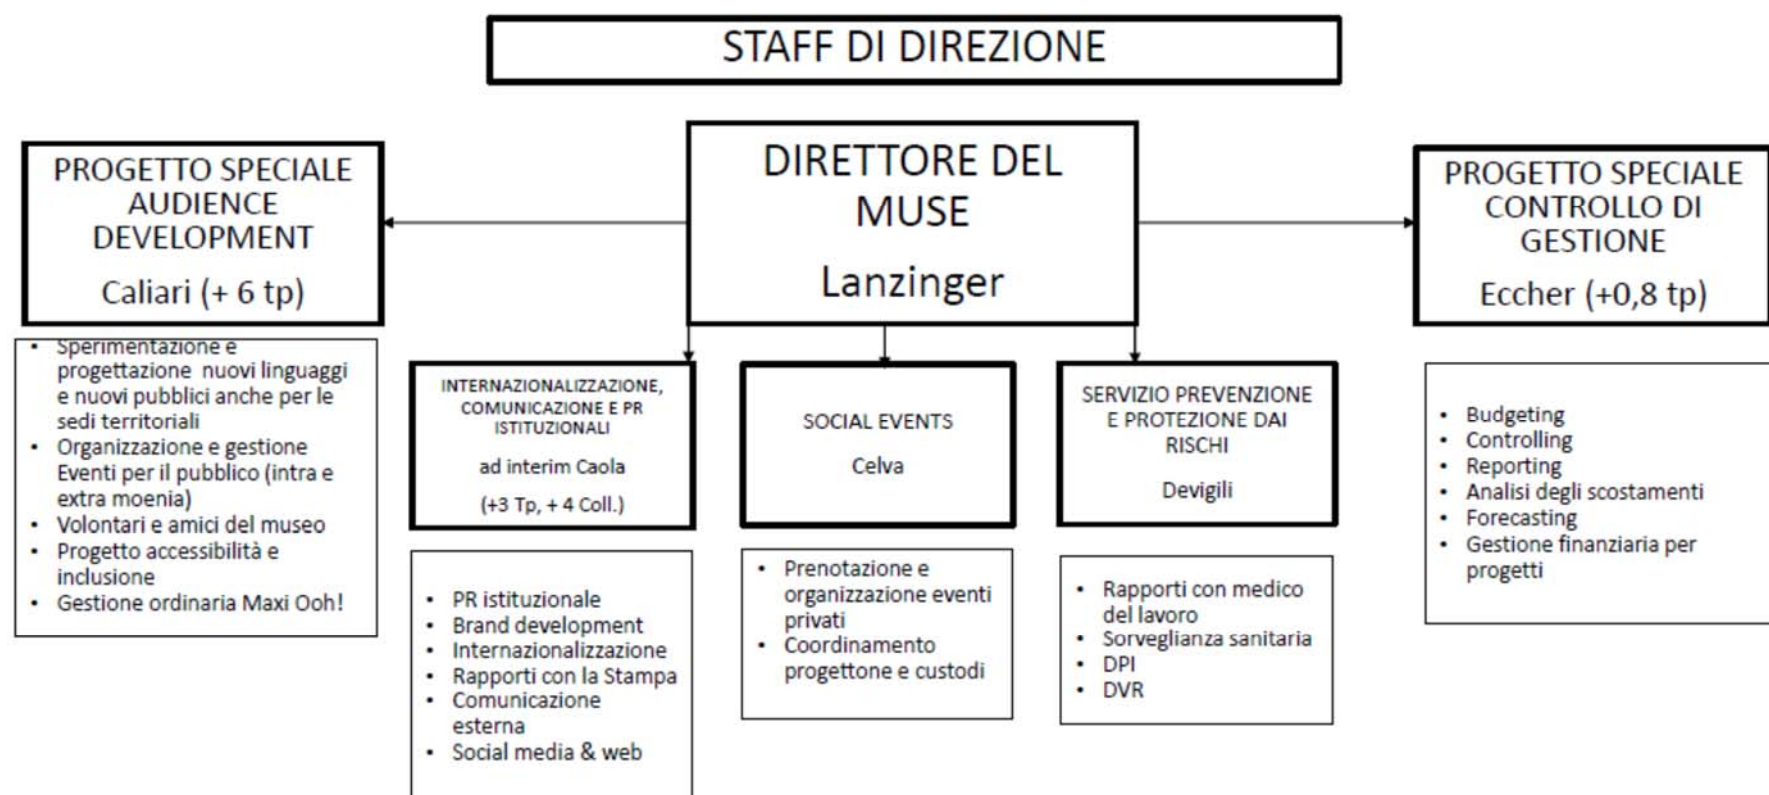 STAFF DI DIREZIONE
DIRETTORE DEL
MUSE
Lanzinger
PROGETTO SPECIALE
AUDIENCE
DEVELOPMENT
Caliari (+ 6 tp)
• Sperimentazione e
progettazione nuovi linguaggi
e nuovi pubblici anche per le
sedi territoriali
• Organizzazione e gestione
Eventi per il pubblico (intra e
extra moenia)
• Volontari e amici del museo
• Progetto accessibilità e
inclusione
• Gestione ordinaria Maxi Ooh!
INTERNAZIONALIZZAZIONE,
COMUNICAZIONE E PR
ISTITUZIONALI
ad interim Caola
(+3 Tp, + 4 Coll.)
• PR istituzionale
• Brand development
• Internazionalizzazione
• Rapporti con la Stampa
• Comunicazione
esterna
• Social media & web
SOCIAL EVENTS
Celva
• Prenotazione e
organizzazione eventi
privati
• Coordinamento
progettone e custodi
SERVIZIO PREVENZIONE
E PROTEZIONE DAI
RISCHI
Devigili
• Rapporti con medico
del lavoro
• Sorveglianza sanitaria
• DPI
• DVR
PROGETTO SPECIALE
CONTROLLO DI
GESTIONE
Eccher (+0,8 tp)
• Budgeting
• Controlling
• Reporting
• Analisi degli scostamenti
• Forecasting
• Gestione finanziaria per
progetti